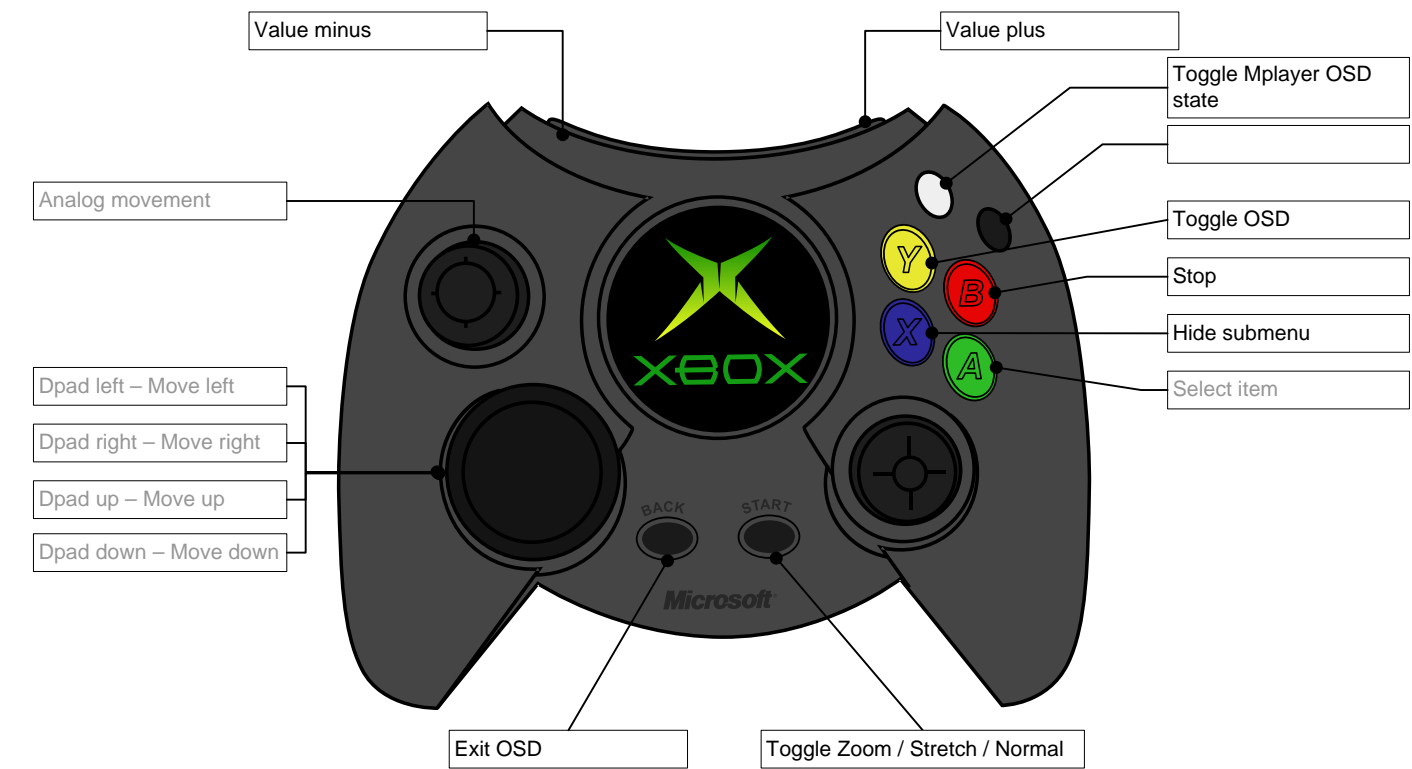 Value minus
Value plus
Toggle Mplayer OSD
state
Analog movement
Toggle OSD
Y
B
Stop
X
Hide submenu
XBOX
A
Select item
Dpad left – Move left
Dpad right – Move right
Dpad up – Move up
Dpad down – Move down
BACK
START
Microsoft
Exit OSD
Toggle Zoom / Stretch / Normal